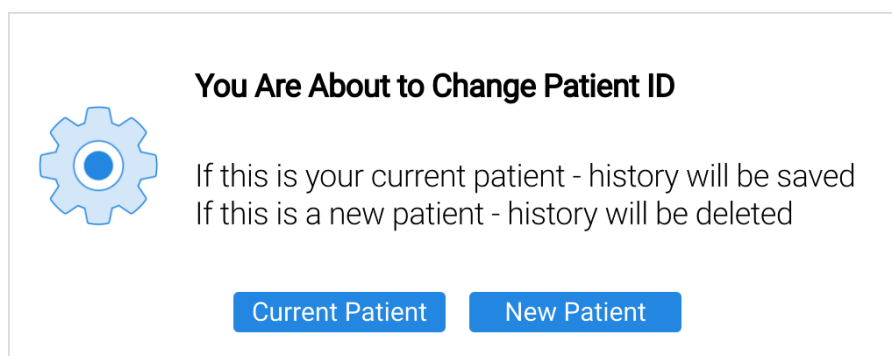 You Are About to Change Patient ID
If this is your current patient - history will be saved
If this is a new patient - history will be deleted
Current Patient
New Patient